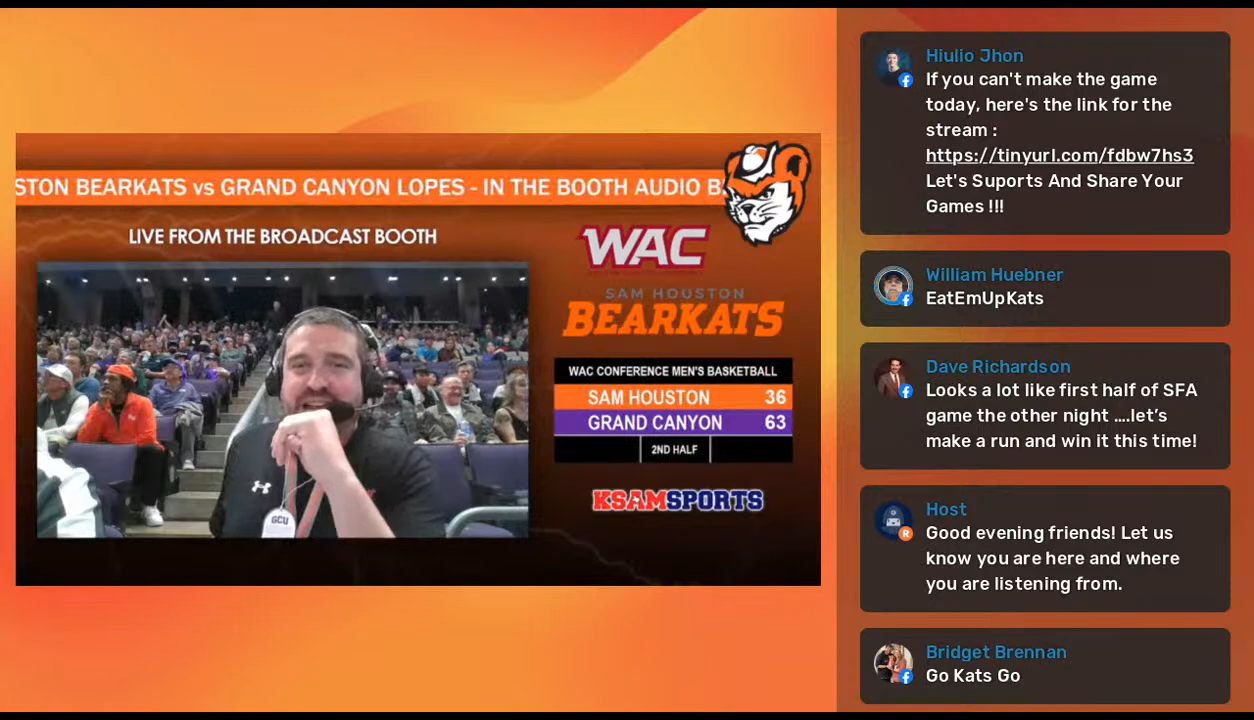 STON BEARKATS vs GRAND CANYON LOPES - IN THE BOOTH AUDIO
LIVE FROM THE BROADCAST BOOTH
GCU
WAC
SAM HOUSTON
BEARKATS
WAC CONFERENCE MEN'S BASKETBALL
SAM HOUSTON 36
GRAND CANYON 63
2ND HALF
KSAMSPORTS
Hiulio Jhon
If you can't make the game
today, here's the link for the
stream :
https://tinyurl.com/fdbw7hs3
Let's Suports And Share Your
Games !!!
William Huebner
EatEmUpKats
Dave Richardson
Looks a lot like first half of SFA
game the other night ….let’s
make a run and win it this time!
Host
Good evening friends! Let us
know you are here and where
you are listening from.
Bridget Brennan
Go Kats Go